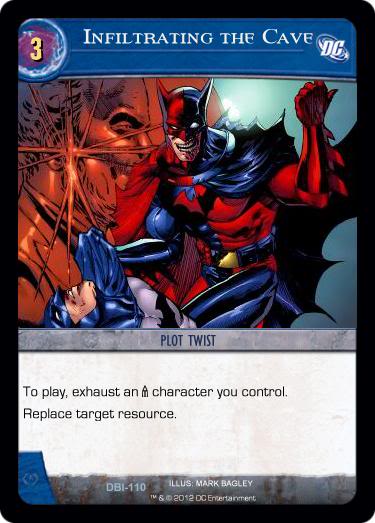 3
INFILTRATING THE CAVE
DC
PLOT TWIST
To play, exhaust an character you control.
Replace target resource.
DBI-110
ILLUS: MARK BAGLEY
™ & © 2012 DC Entertainment